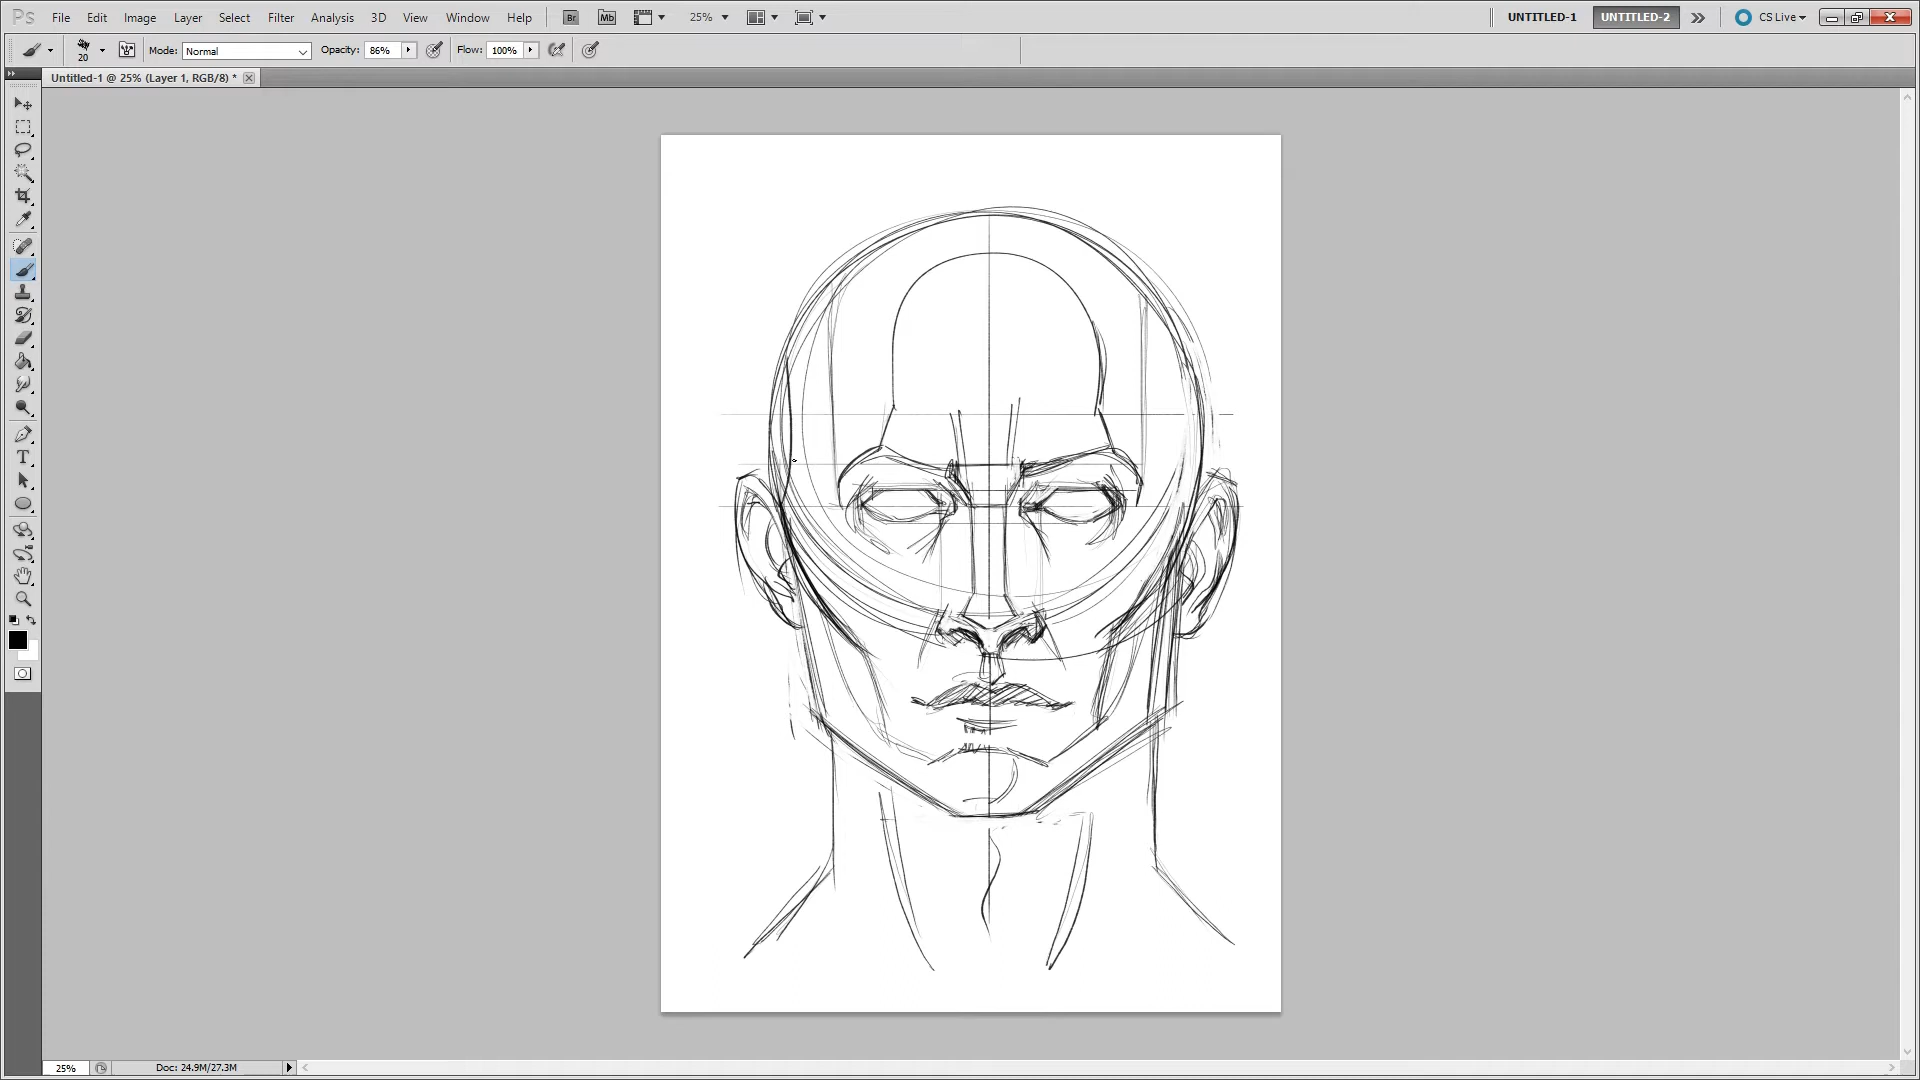 Ps File Edit Image Layer Select Filter Analysis 3D View Window Help Br Mb 25% UNTITLED-1 UNTITLED-2 CS Live
20 Mode: Normal Opacity: 86% Flow: 100%
Untitled-1 @ 25% (Layer 1, RGB/8) *
T
25% Doc: 24.9M/27.3M